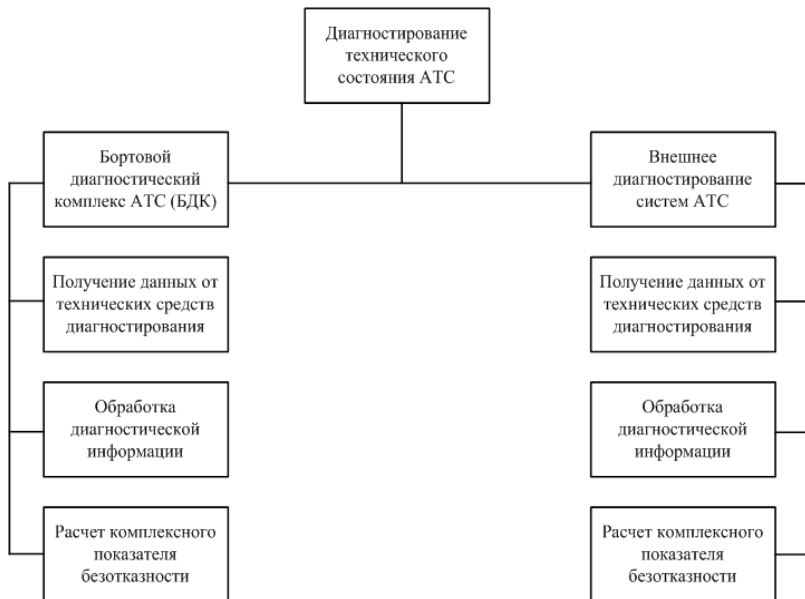 Диагностирование
технического
состояния АТС
Бортовой
диагностический
комплекс АТС (БДК)
Внешнее
диагностирование
систем АТС
Получение данных от
технических средств
диагностирования
Получение данных от
технических средств
диагностирования
Обработка
диагностической
информации
Обработка
диагностической
информации
Расчет комплексного
показателя
безотказности
Расчет комплексного
показателя
безотказности